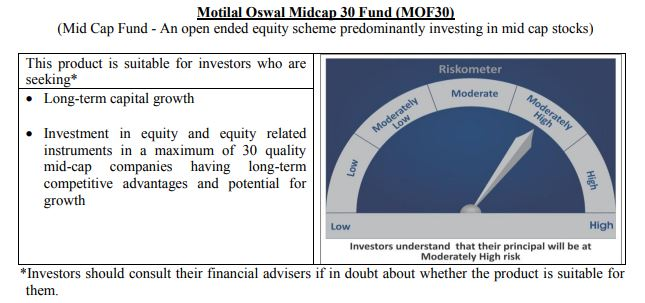 Motilal Oswal Midcap 30 Fund (MOF30)
(Mid Cap Fund - An open ended equity scheme predominantly investing in mid cap stocks)
This product is suitable for investors who are
seeking*
• Long-term capital growth
• Investment in equity and equity related
instruments in a maximum of 30 quality
mid-cap companies having long-term
competitive advantages and potential for
growth
Riskometer
Low
Moderately
Low
Moderate
Moderately
High
High
Low
High
Investors understand that their principal will be at
Moderately High risk
*Investors should consult their financial advisers if in doubt about whether the product is suitable for
them.